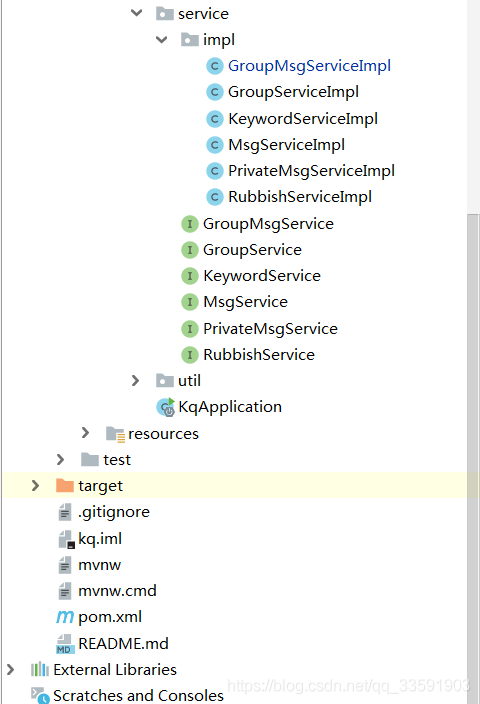 service
impl
GroupMsgServiceImpl
GroupServiceImpl
KeywordServiceImpl
MsgServiceImpl
PrivateMsgServiceImpl
RubbishServiceImpl
GroupMsgService
GroupService
KeywordService
MsgService
PrivateMsgService
RubbishService
util
KqApplication
resources
test
target
.gitignore
kq.iml
mvnw
mvnw.cmd
pom.xml
README.md
External Libraries
Scratches and Consoles
https://blog.csdn.net/qq_33591903